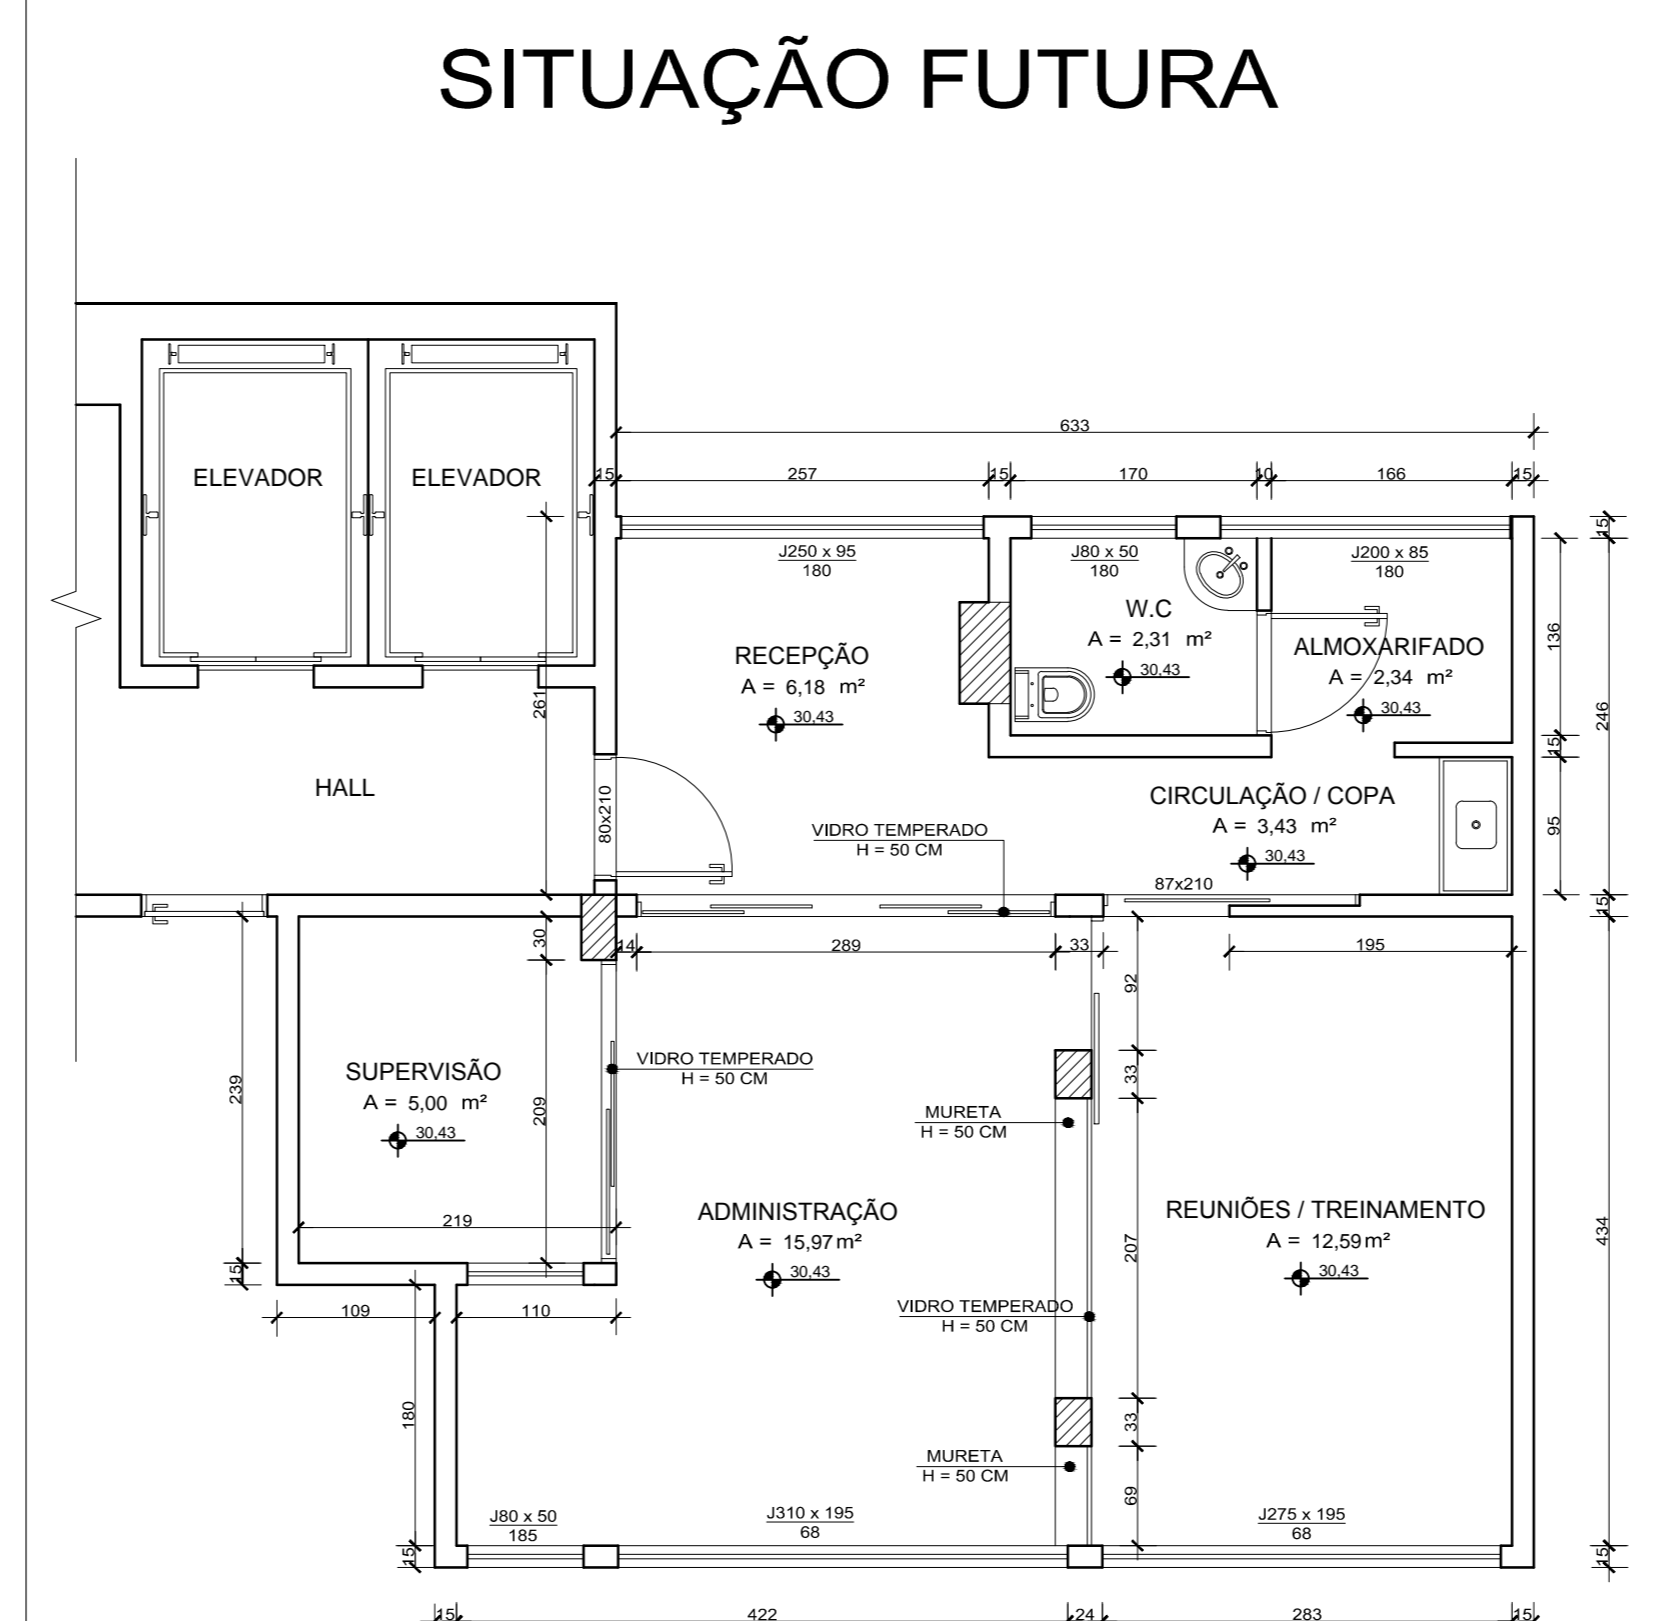 SITUAÇÃO FUTURA
633
15
257
15
170
10
166
15
ELEVADOR
ELEVADOR
J250 x 95
180
J80 x 50
180
J200 x 85
180
15
W.C
A = 2,31 m²
30,43
RECEPÇÃO
A = 6,18 m²
30,43
ALMOXARIFADO
A = 2,34 m²
30,43
136
246
261
15
HALL
80x210
CIRCULAÇÃO / COPA
A = 3,43 m²
30,43
95
VIDRO TEMPERADO
H = 50 CM
87x210
15
30
14
289
33
195
92
SUPERVISÃO
A = 5,00 m²
30,43
VIDRO TEMPERADO
H = 50 CM
33
239
209
MURETA
H = 50 CM
219
ADMINISTRAÇÃO
A = 15,97 m²
30,43
REUNIÕES / TREINAMENTO
A = 12,59 m²
30,43
207
434
15
109
110
VIDRO TEMPERADO
H = 50 CM
180
33
MURETA
H = 50 CM
69
J80 x 50
185
J310 x 195
68
J275 x 195
68
15
15
15
422
24
283
15